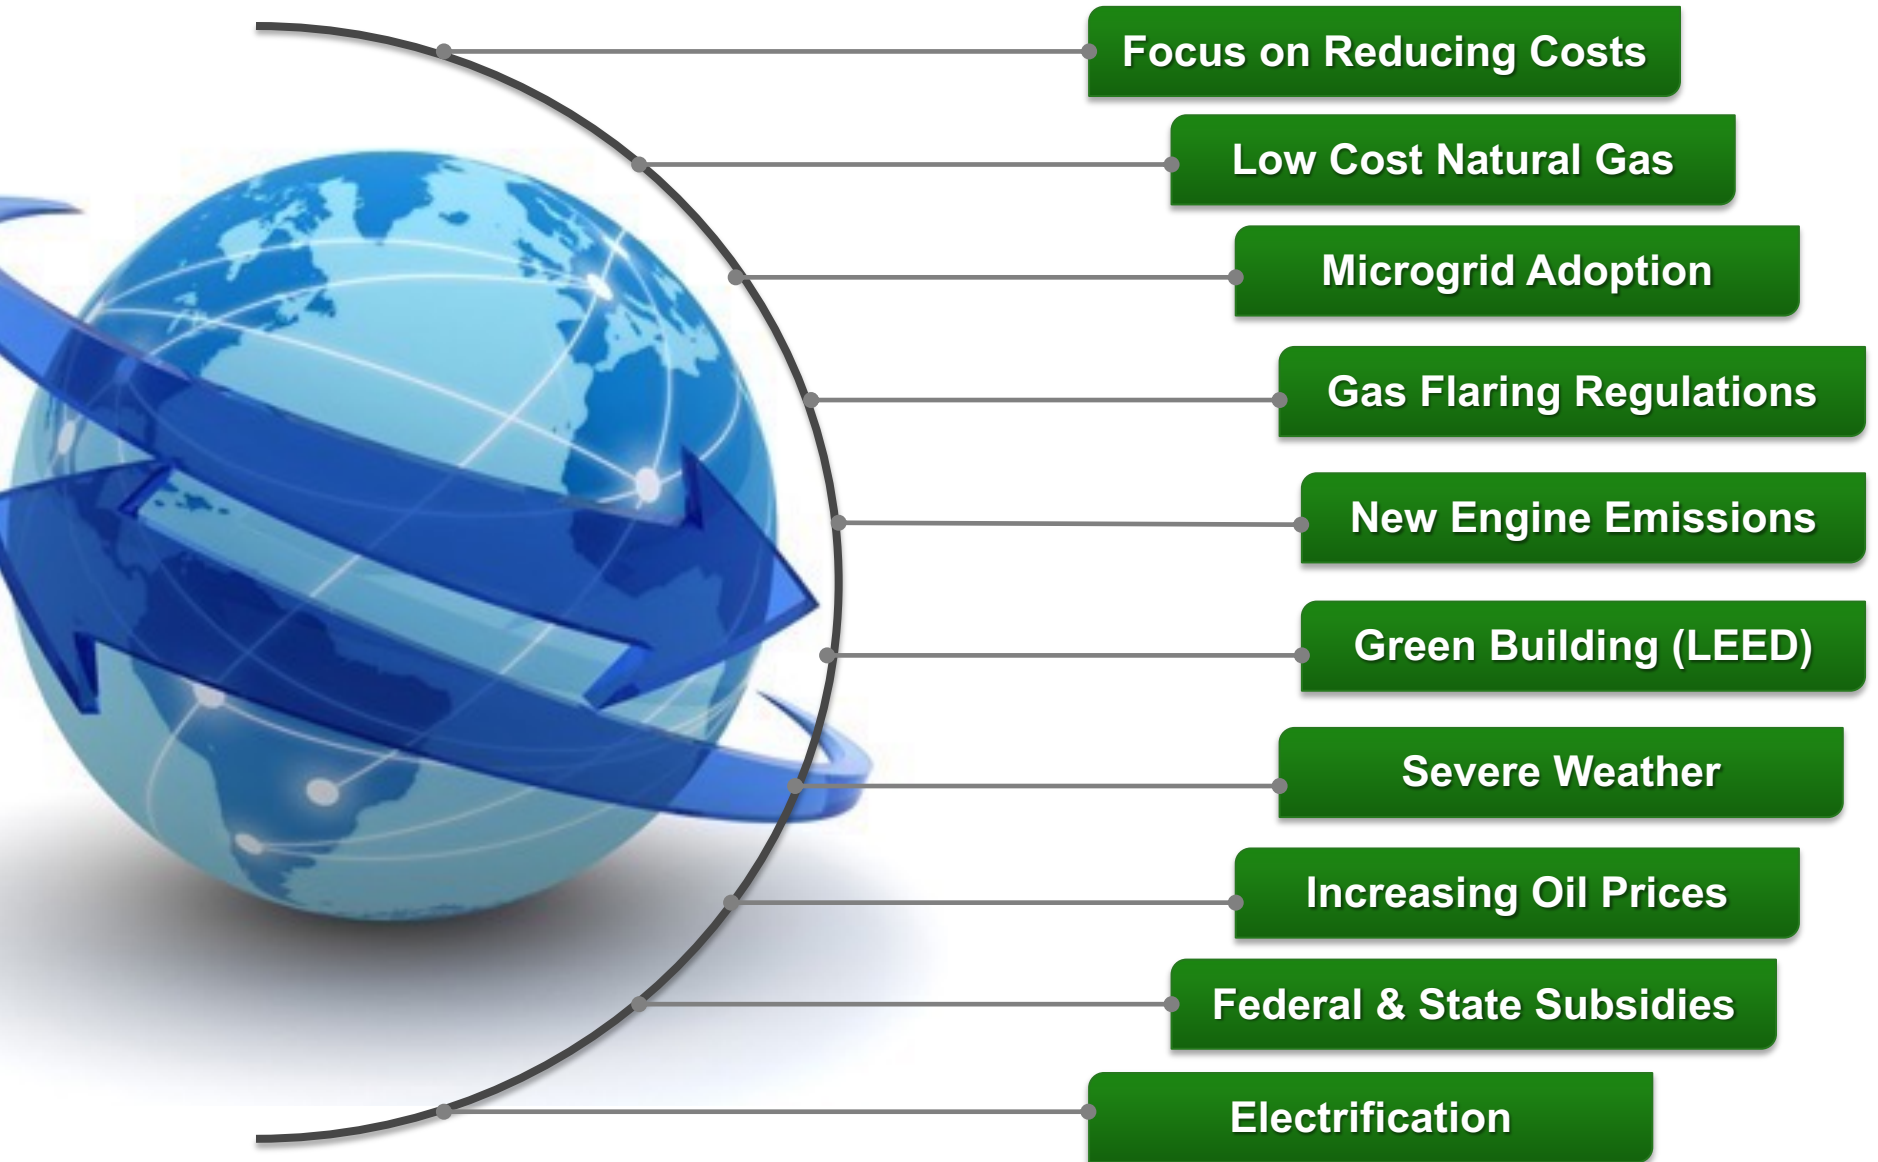 Focus on Reducing Costs
Low Cost Natural Gas
Microgrid Adoption
Gas Flaring Regulations
New Engine Emissions
Green Building (LEED)
Severe Weather
Increasing Oil Prices
Federal & State Subsidies
Electrification